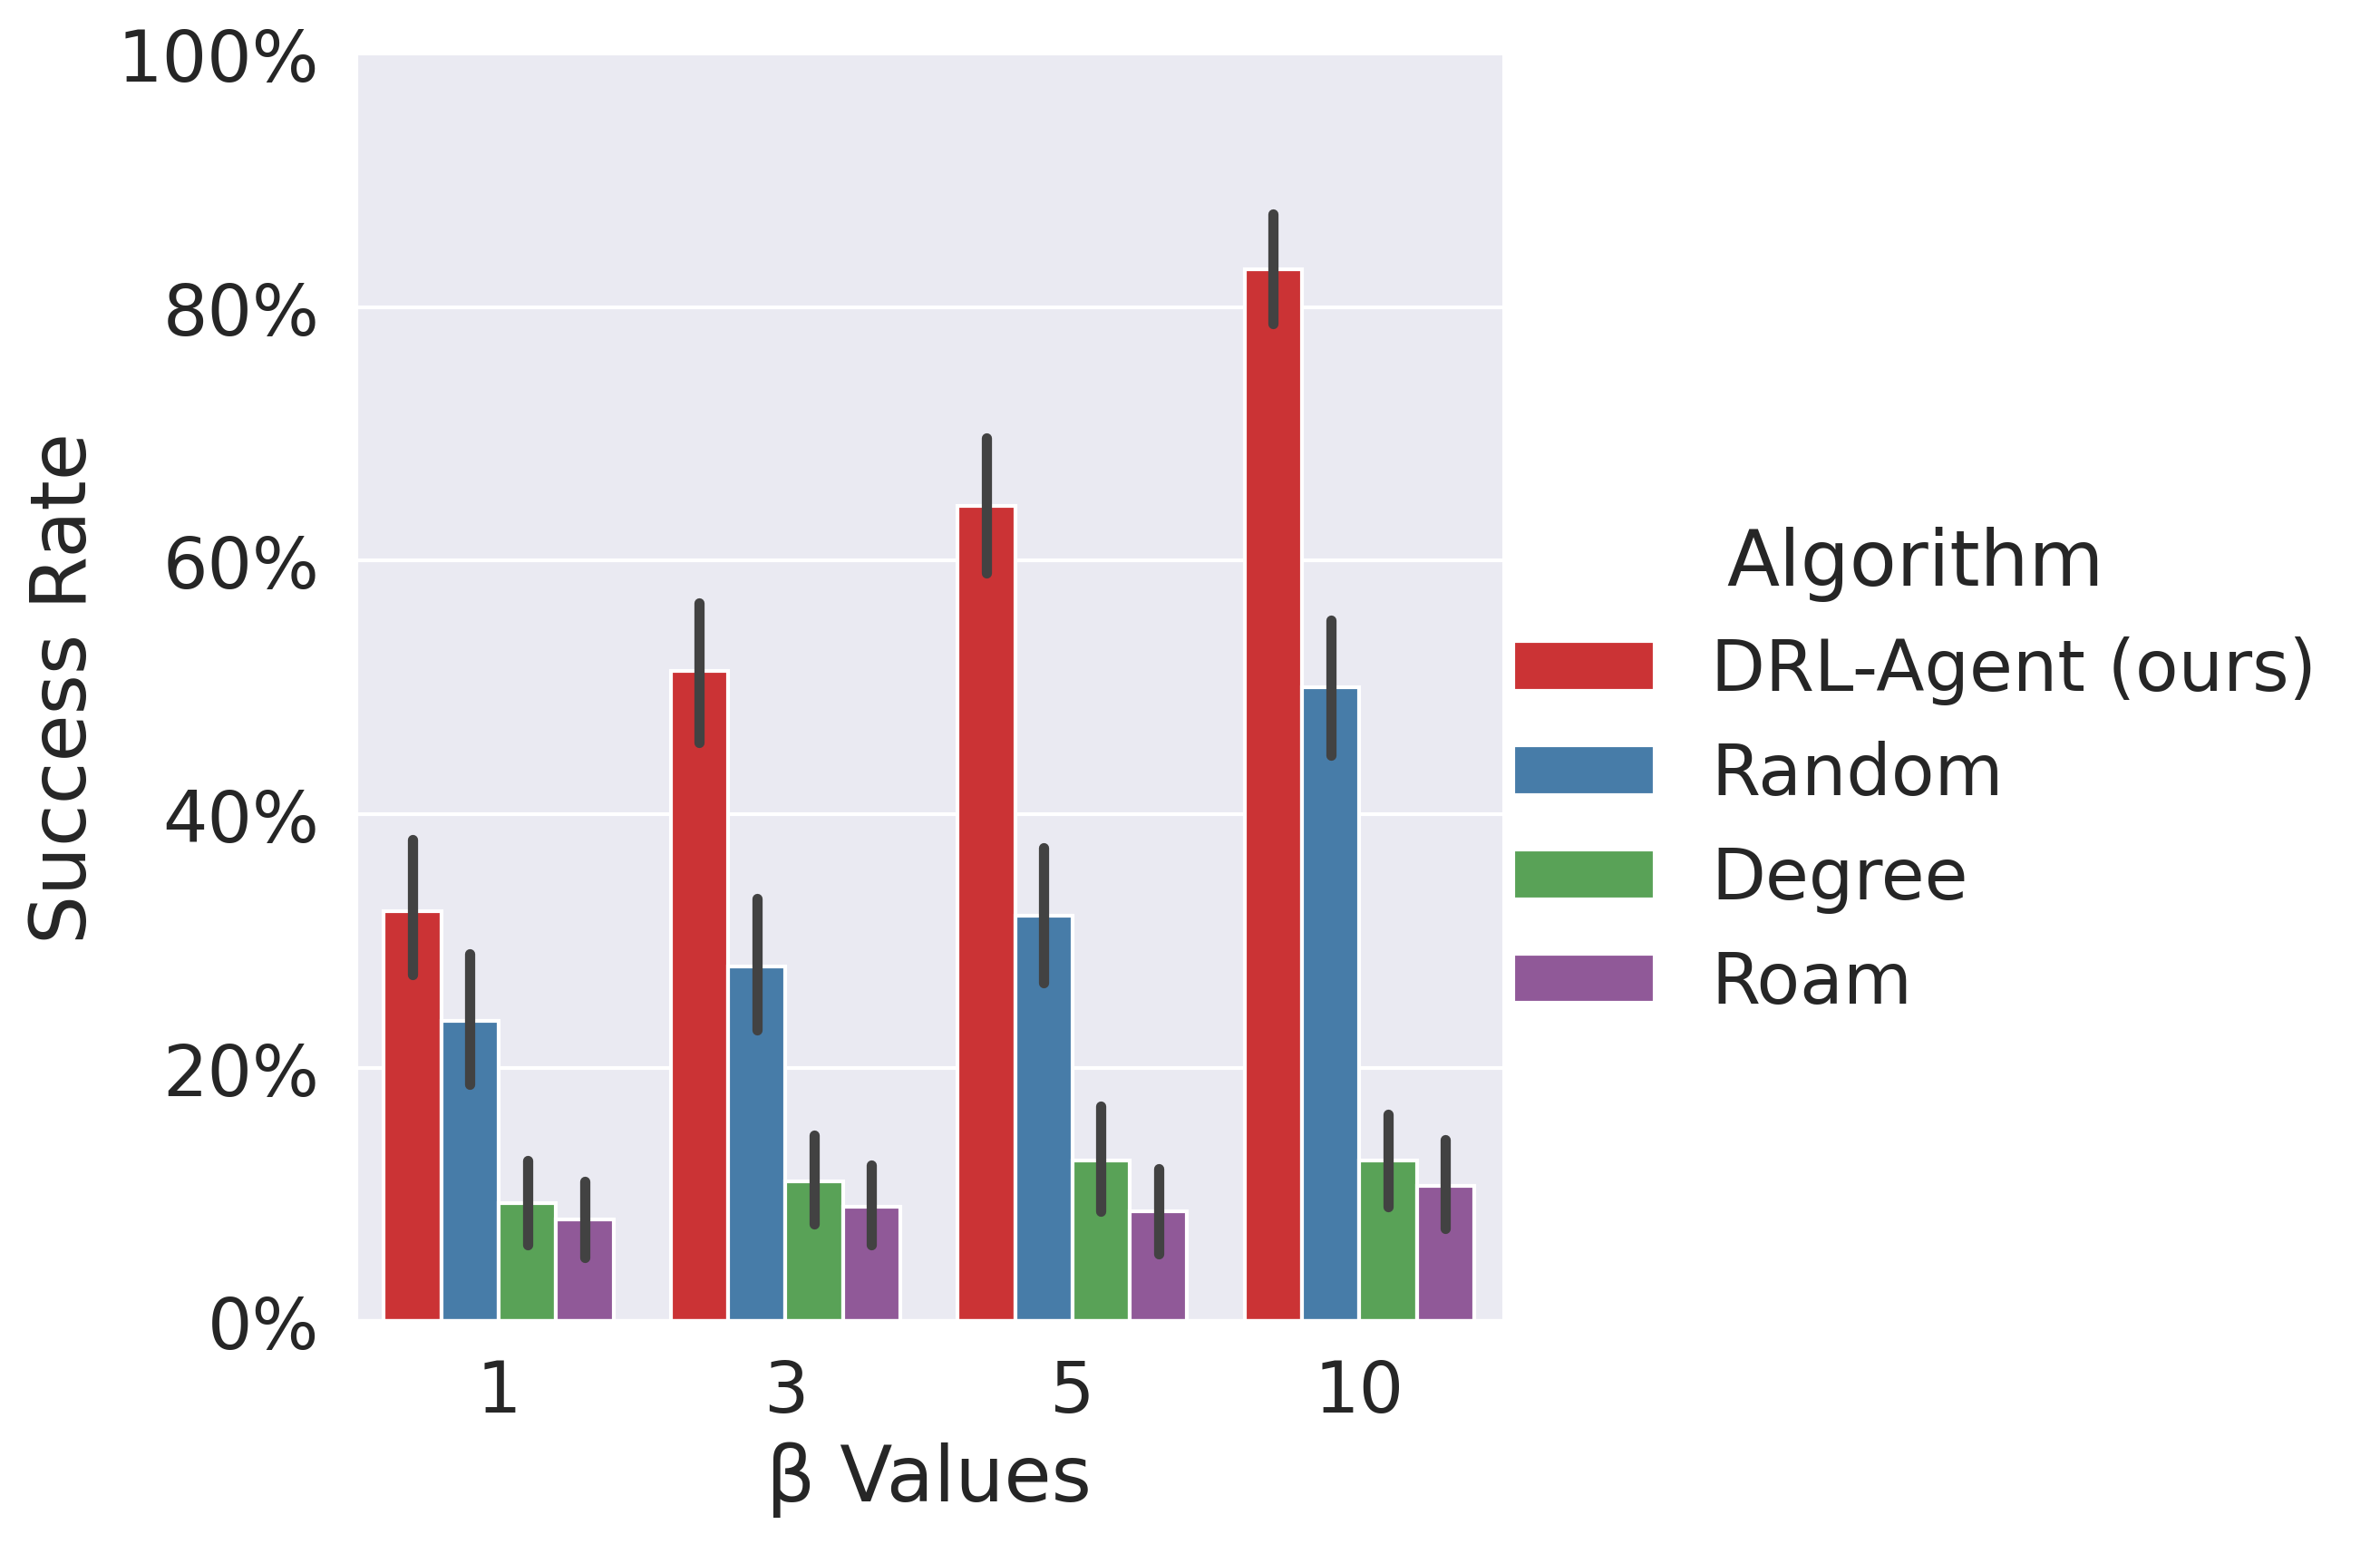 100%
80%
60%
40%
20%
0%
Success Rate
1 3 5 10
β Values
Algorithm
DRL-Agent (ours)
Random
Degree
Roam